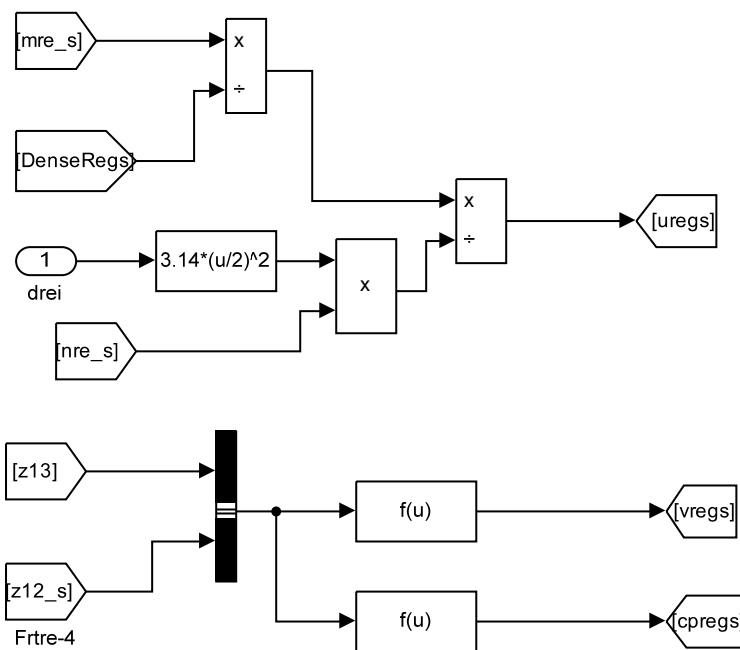 [mre_s]
x
÷
[DenseRegs]
x
÷
[uregs]
1
drei
3.14*(u/2)^2
x
[nre_s]
[z13]
f(u)
[vregs]
[z12_s]
Frtre-4
f(u)
[cpregs]